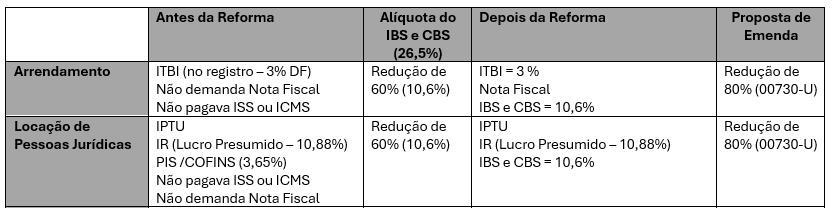 Antes da Reforma
Alíquota do
IBS e CBS
(26,5%)
Depois da Reforma
Proposta de
Emenda
Arrendamento
ITBI (no registro – 3% DF)
Não demanda Nota Fiscal
Não pagava ISS ou ICMS
Redução de
60% (10,6%)
ITBI = 3 %
Nota Fiscal
IBS e CBS = 10,6%
Redução de
80% (00730-U)
Locação de
Pessoas Jurídicas
IPTU
IR (Lucro Presumido – 10,88%)
PIS /COFINS (3,65%)
Não pagava ISS ou ICMS
Não demanda Nota Fiscal
Redução de
60% (10,6%)
IPTU
IR (Lucro Presumido – 10,88%)
IBS e CBS = 10,6%
Redução de
80% (00730-U)